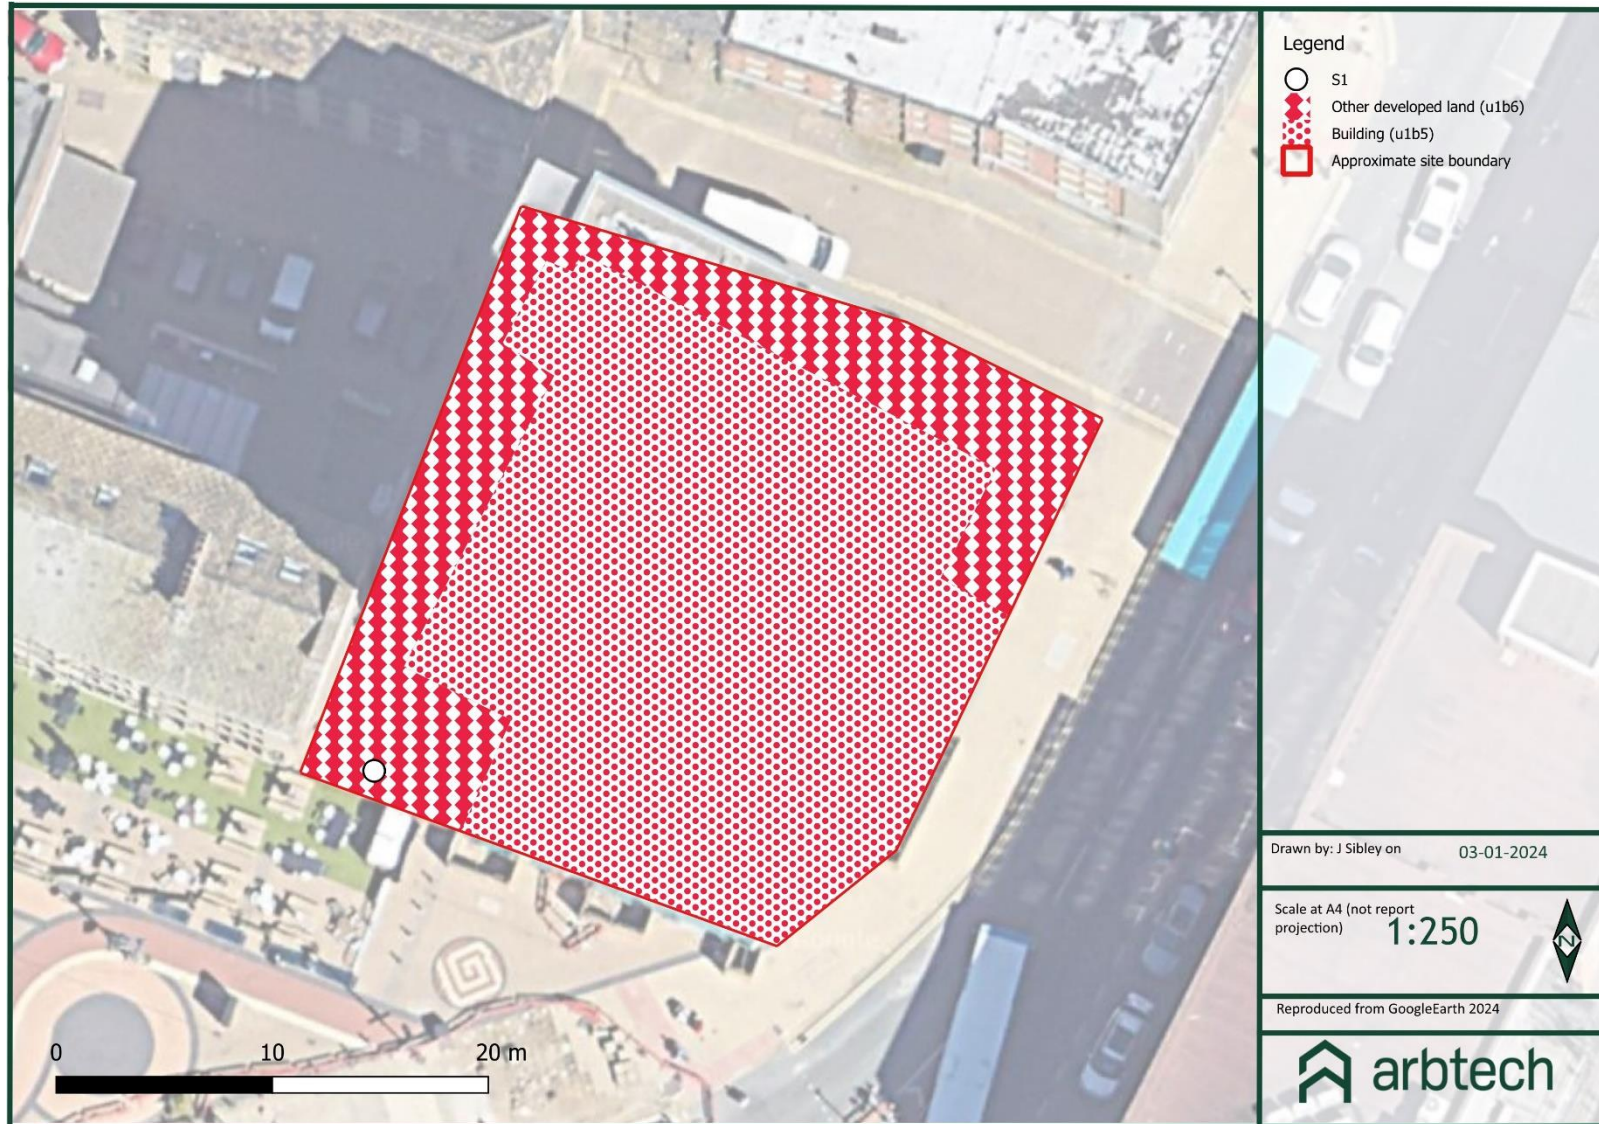 Legend
S1
Other developed land (u1b6)
Building (u1b5)
Approximate site boundary
Drawn by: J Sibley on 03-01-2024
Scale at A4 (not report
projection) 1:250
N
Reproduced from GoogleEarth 2024
0 10 20 m
arbtech